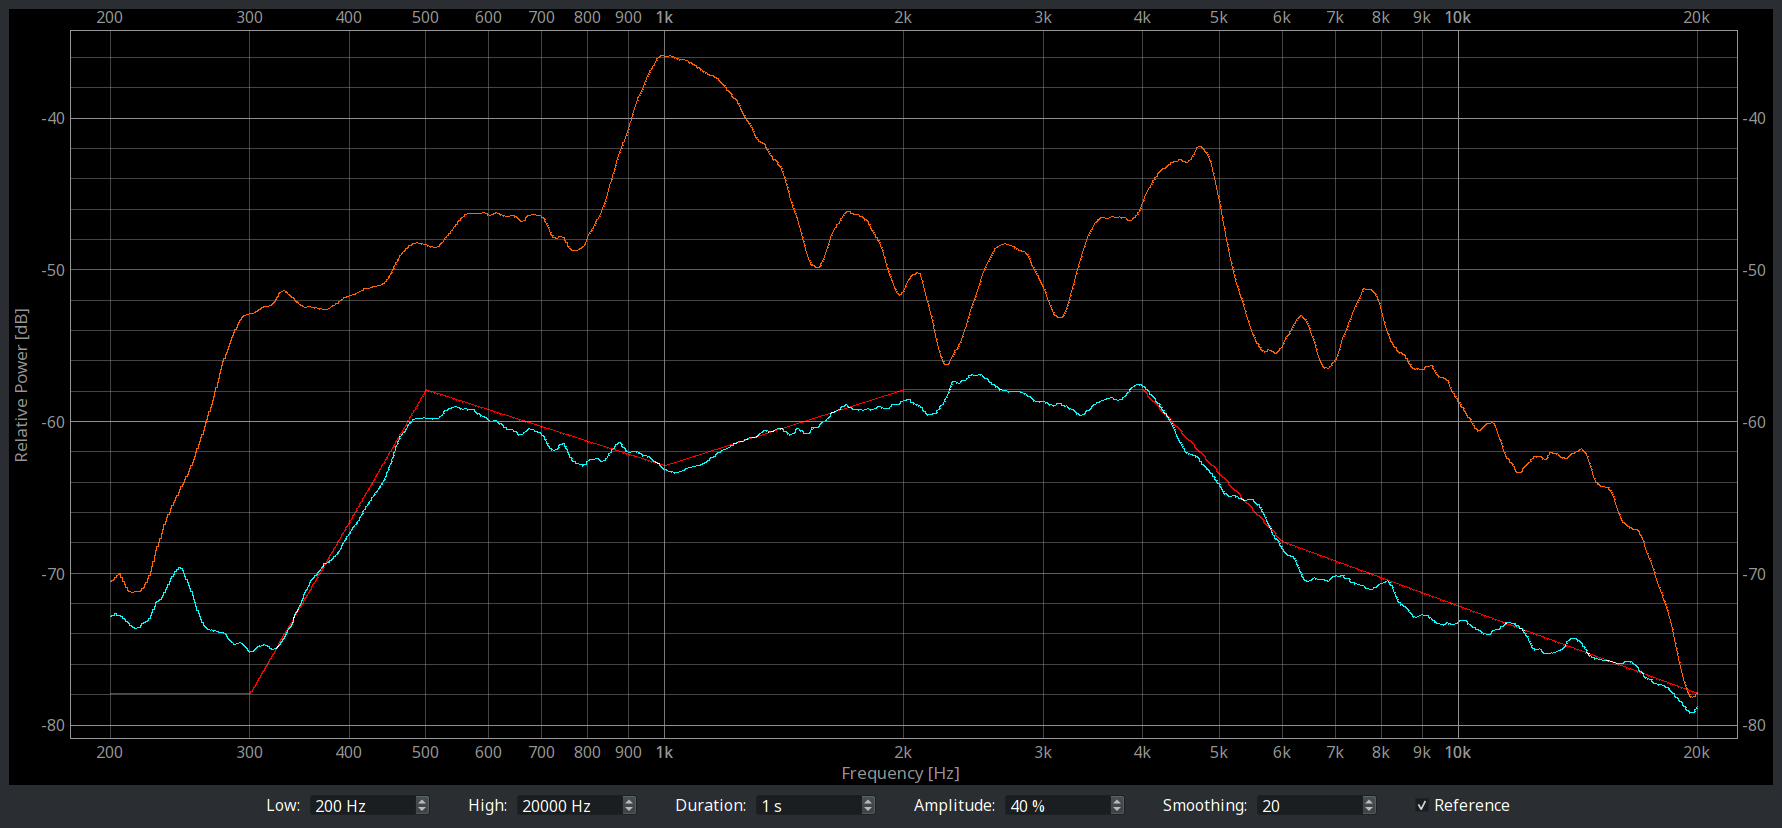 200 300 400 500 600 700 800 900 1k 2k 3k 4k 5k 6k 7k 8k 9k 10k 20k
-40 -40
-50 -50
-60 -60
-70 -70
-80 -80
Relative Power [dB]
200 300 400 500 600 700 800 900 1k 2k 3k 4k 5k 6k 7k 8k 9k 10k 20k
Frequency [Hz]
Low: 200 Hz High: 20000 Hz Duration: 1 s Amplitude: 40 % Smoothing: 20 ✓ Reference